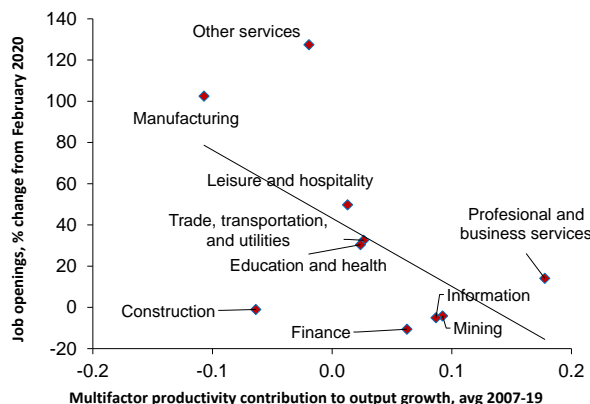 Job openings, % change from February 2020
140
120
100
80
60
40
20
0
-20
Other services
Manufacturing
Leisure and hospitality
Trade, transportation,
and utilities
Education and health
Profesional and
business services
Construction
Finance
Information
Mining
-0.2
-0.1
0.0
0.1
0.2
Multifactor productivity contribution to output growth, avg 2007-19